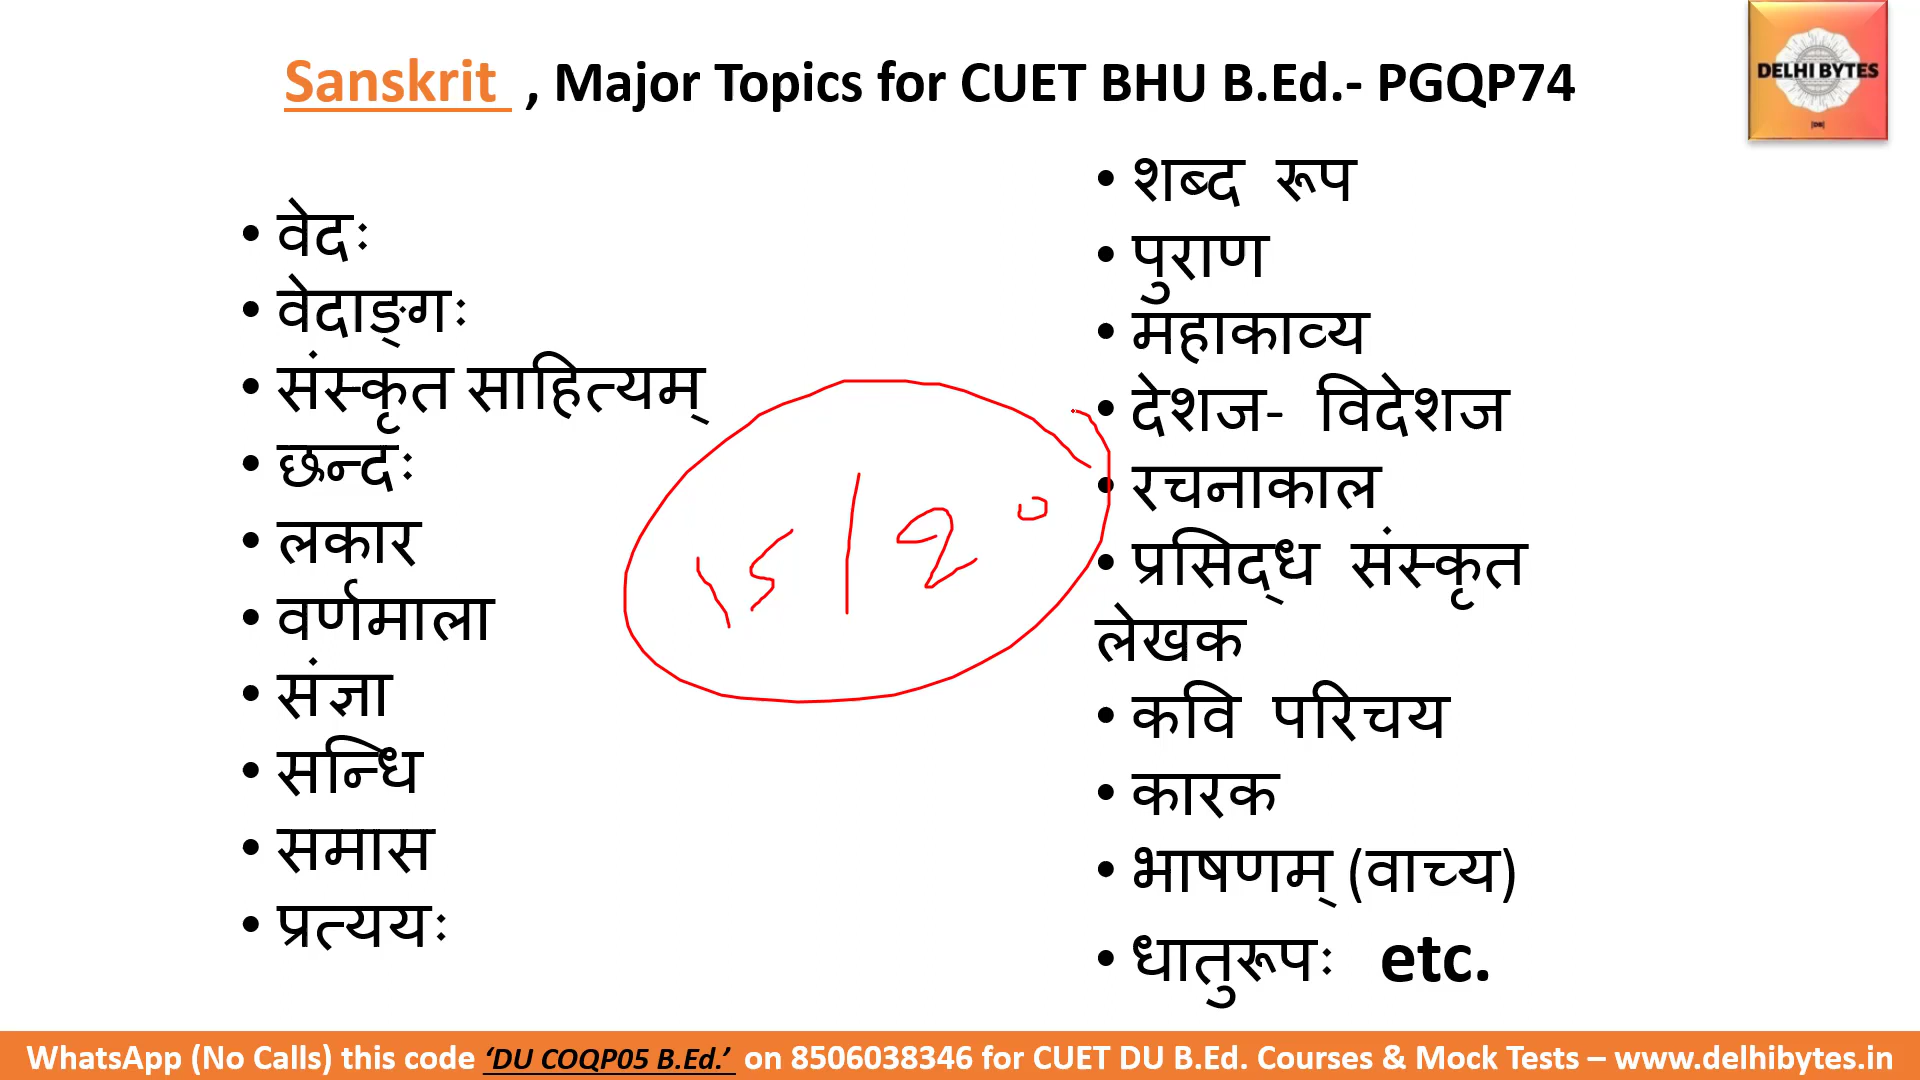 Sanskrit , Major Topics for CUET BHU B.Ed.- PGQP74
DELHI BYTES
|DB|
• वेदः
• वेदाङ्गः
• संस्कृत साहित्यम्
• छन्दः
• लकार
• वर्णमाला
• संज्ञा
• सन्धि
• समास
• प्रत्ययः
15/20
• शब्द रूप
• पुराण
• महाकाव्य
• देशज- विदेशज
• रचनाकाल
• प्रसिद्ध संस्कृत
लेखक
• कवि परिचय
• कारक
• भाषणम् (वाच्य)
• धातुरूपः etc.
WhatsApp (No Calls) this code ‘DU COQP05 B.Ed.’ on 8506038346 for CUET DU B.Ed. Courses & Mock Tests – www.delhibytes.in